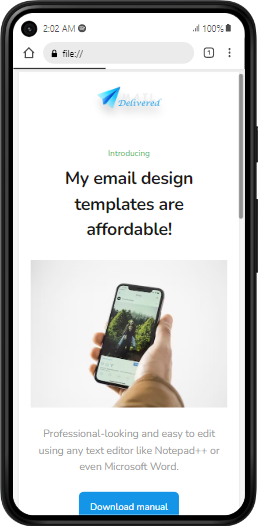 2:02 AM
100%
file://
1
MAIL
Delivered
Introducing
My email design
templates are
affordable!
Professional-looking and easy to edit
using any text editor like Notepad++ or
even Microsoft Word.
Download manual